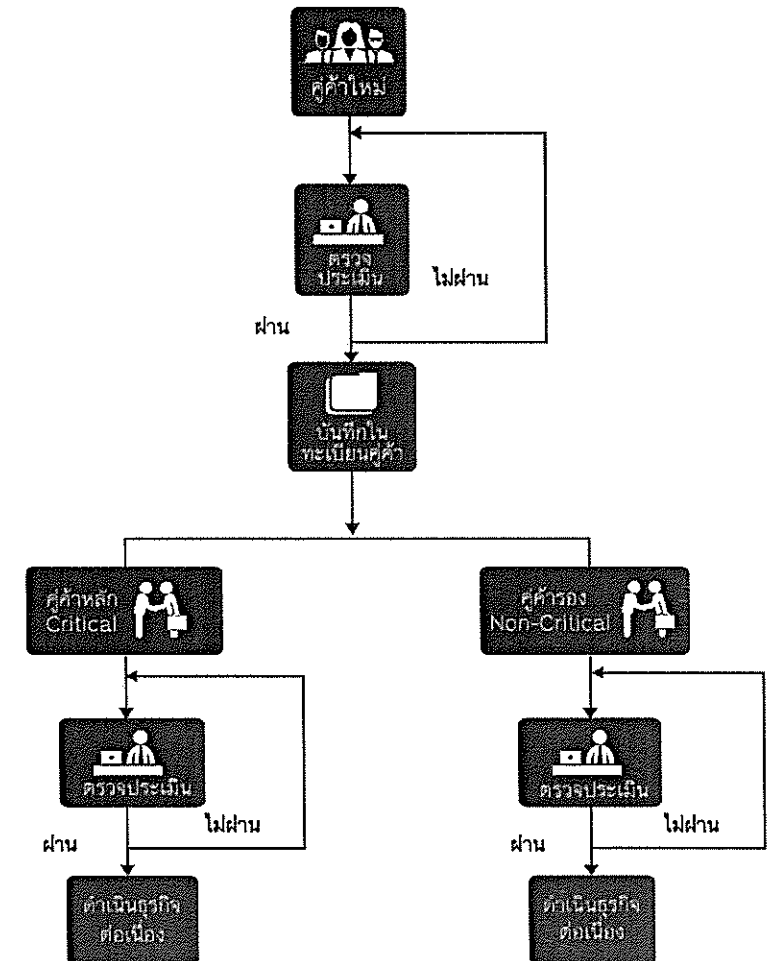 คู่ค้าใหม่
ตรวจ
ประเมิน
ไม่ผ่าน
ผ่าน
บันทึกใน
ทะเบียนคู่ค้า
คู่ค้าหลัก
Critical
คู่ค้ารอง
Non-Critical
ตรวจประเมิน
ตรวจประเมิน
ไม่ผ่าน
ผ่าน
ไม่ผ่าน
ผ่าน
ดำเนินธุรกิจ
ต่อเนื่อง
ดำเนินธุรกิจ
ต่อเนื่อง